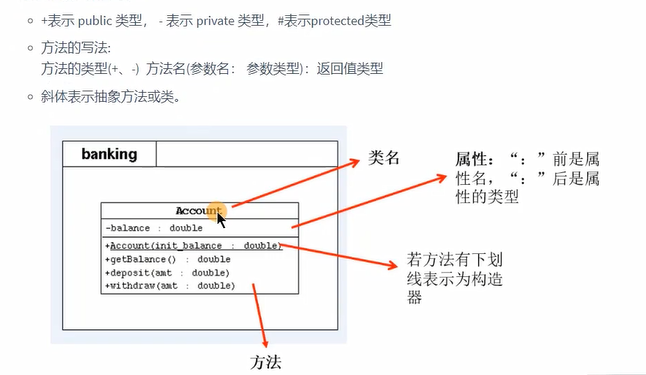 +表示 public 类型， - 表示 private 类型，#表示protected类型
方法的写法:
方法的类型(+、-) 方法名(参数名： 参数类型)：返回值类型
斜体表示抽象方法或类。
banking
类名
属性：“：”前是属
性名，“：”后是属
性的类型
Account
-balance : double
+Account(init_balance : double)
+getBalance() : double
+deposit(amt : double)
+withdraw(amt : double)
若方法有下划
线表示为构造
器
方法